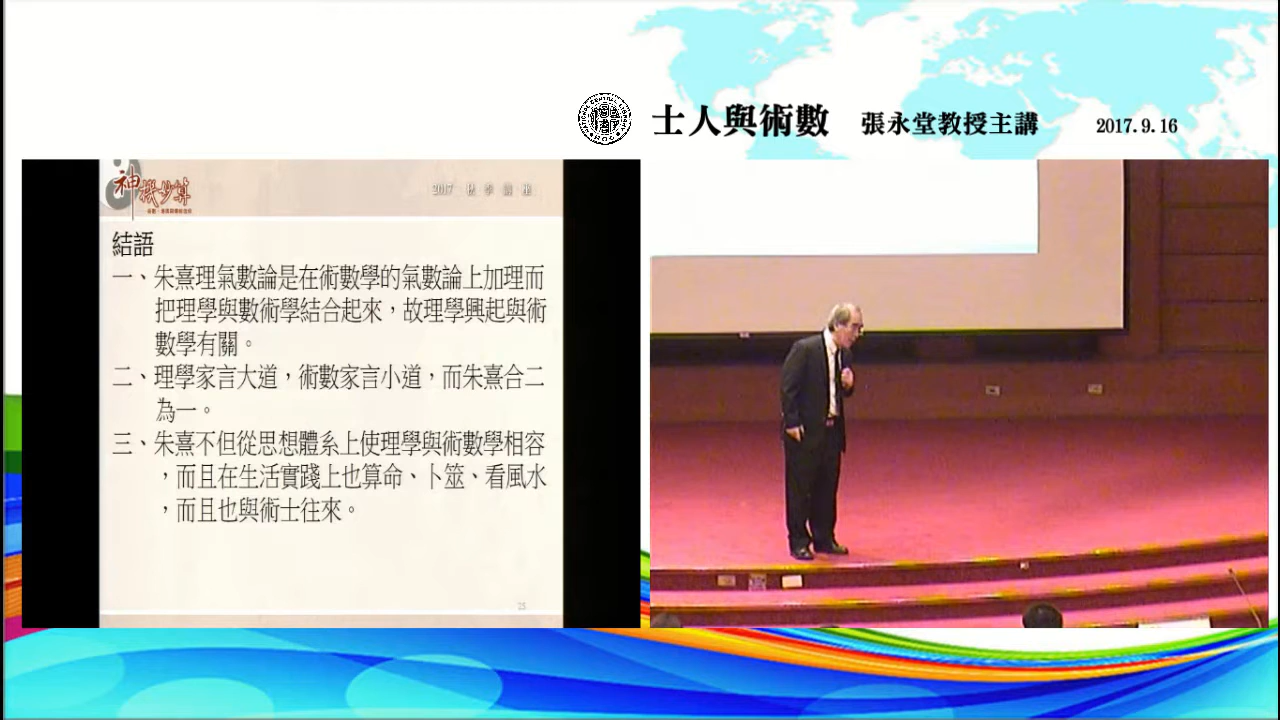 士人與術數 張永堂教授主講 2017.9.16
神機妙算
2017 秋季講座
結語
一、朱熹理氣數論是在術數學的氣數論上加理而
把理學與數術學結合起來，故理學興起與術
數學有關。
二、理學家言大道，術數家言小道，而朱熹合二
為一。
三、朱熹不但從思想體系上使理學與術數學相容
，而且在生活實踐上也算命、卜筮、看風水
，而且也與術士往來。
25